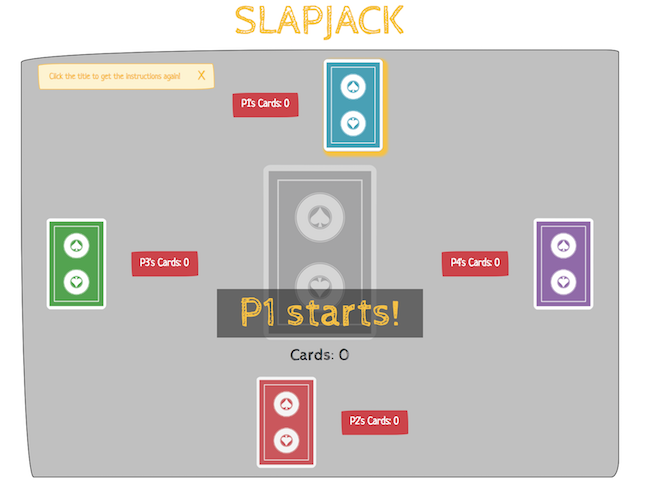 SLAPJACK
Click the title to get the instructions again! X
P1's Cards: 0
P3's Cards: 0
P4's Cards: 0
P1 starts!
Cards: 0
P2's Cards: 0